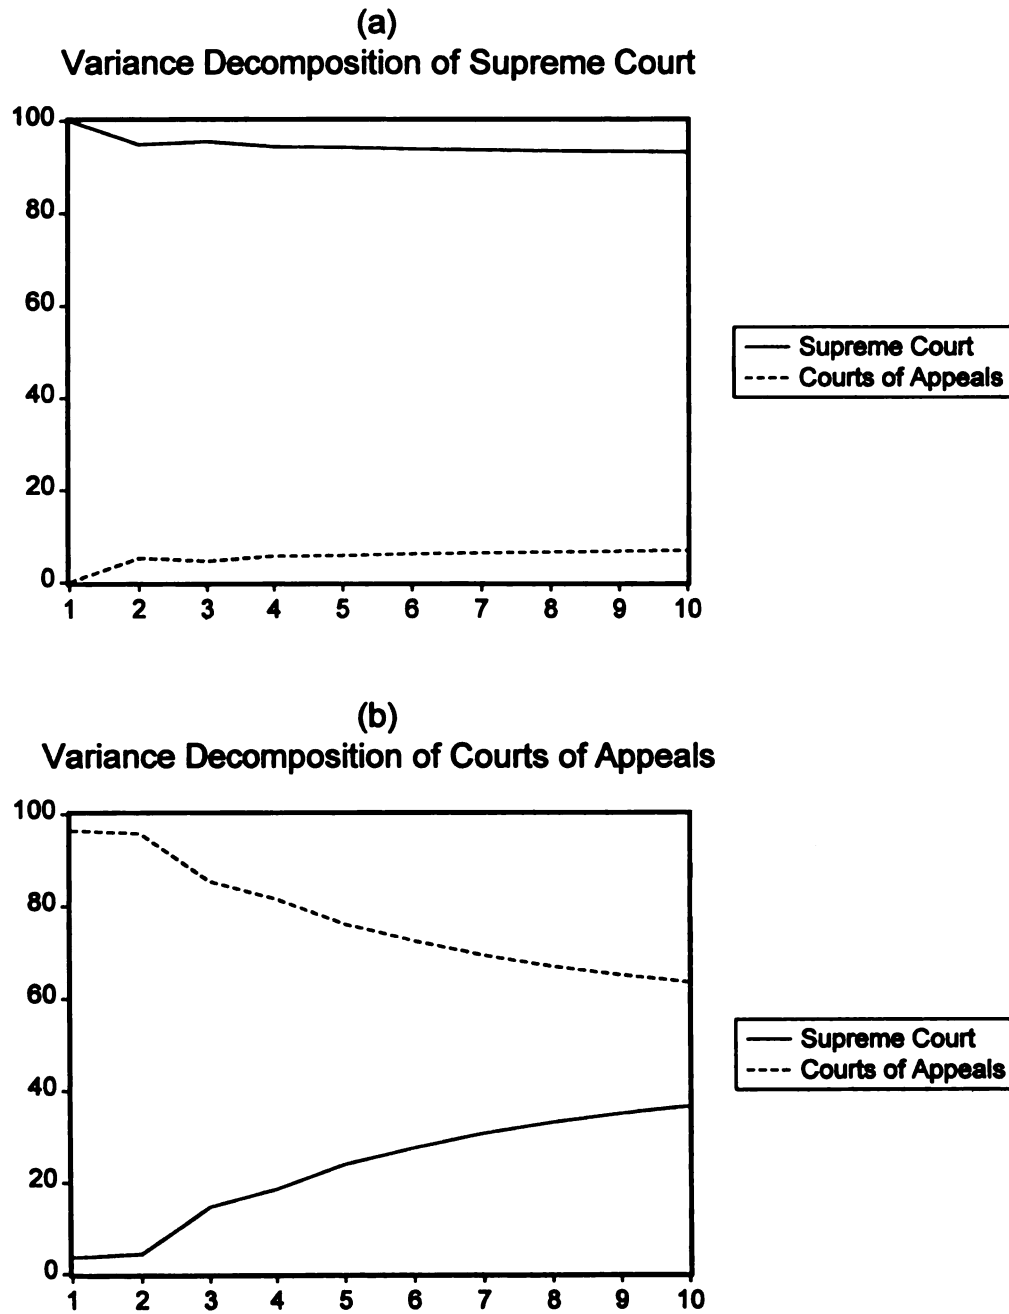 (a)
Variance Decomposition of Supreme Court
100
80
60
40
20
0
1 2 3 4 5 6 7 8 9 10
Supreme Court
Courts of Appeals
(b)
Variance Decomposition of Courts of Appeals
100
80
60
40
20
0
1 2 3 4 5 6 7 8 9 10
Supreme Court
Courts of Appeals